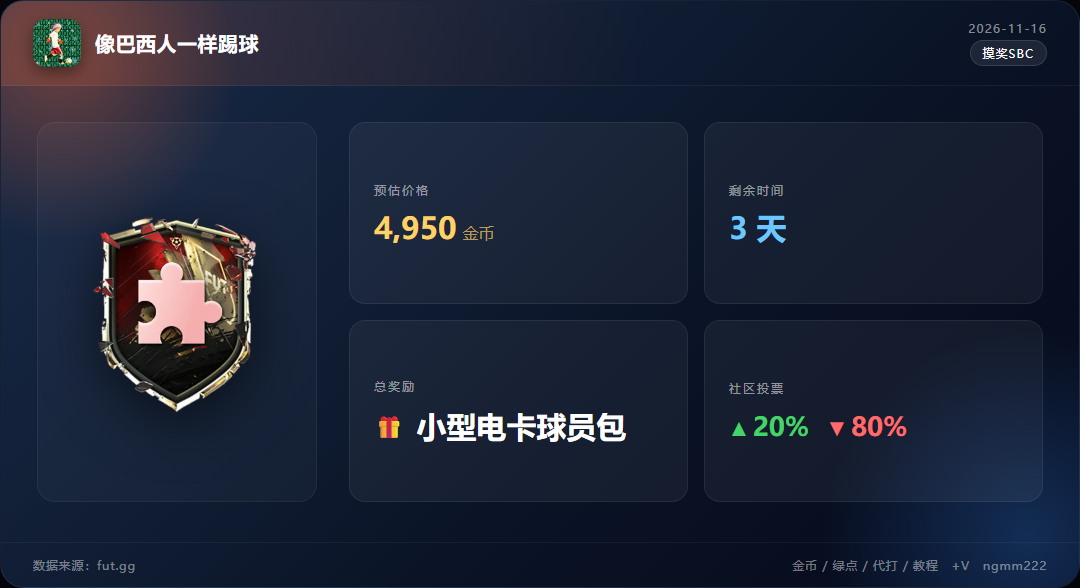 像巴西人一样踢球
2026-11-16
摸奖SBC
预估价格
4,950 金币
剩余时间
3 天
总奖励
小型电卡球员包
社区投票
▲20% ▼80%
数据来源：fut.gg
金币 / 绿点 / 代打 / 教程 +V ngmm222